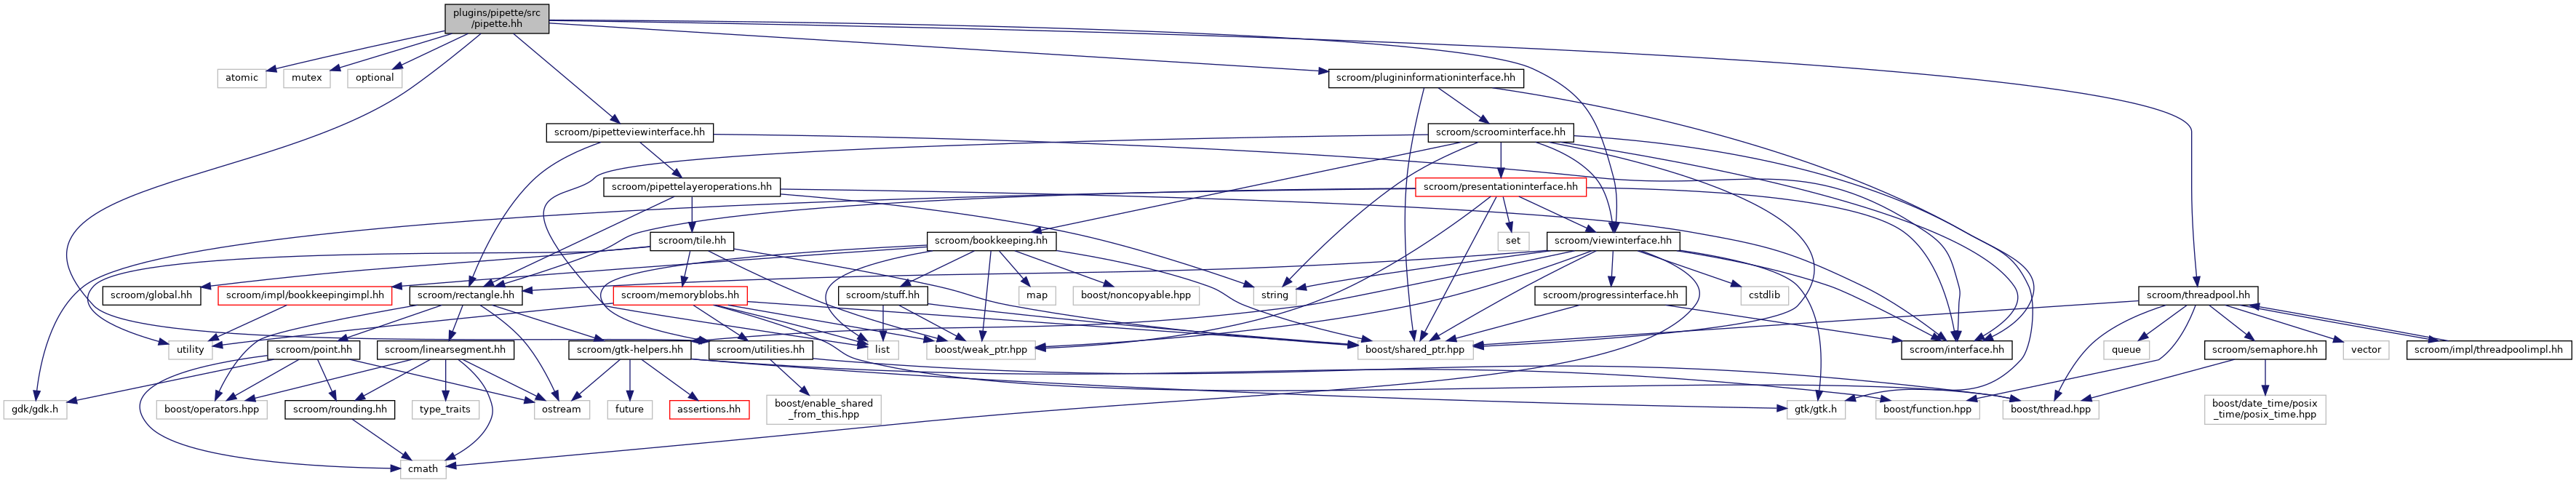 plugins/pipette/src
/pipette.hh
atomic
mutex
optional
scroom/plugininformationinterface.hh
scroom/pipetteviewinterface.hh
scroom/scroominterface.hh
scroom/pipettelayeroperations.hh
scroom/presentationinterface.hh
scroom/tile.hh
scroom/bookkeeping.hh
set
scroom/viewinterface.hh
scroom/global.hh
scroom/impl/bookkeepingimpl.hh
scroom/rectangle.hh
scroom/memoryblobs.hh
scroom/stuff.hh
map
boost/noncopyable.hpp
string
scroom/progressinterface.hh
cstdlib
scroom/threadpool.hh
utility
scroom/point.hh
scroom/linearsegment.hh
scroom/gtk-helpers.hh
scroom/utilities.hh
list
boost/weak_ptr.hpp
boost/shared_ptr.hpp
scroom/interface.hh
queue
scroom/semaphore.hh
vector
scroom/impl/threadpoolimpl.hh
gdk/gdk.h
boost/operators.hpp
scroom/rounding.hh
type_traits
ostream
future
assertions.hh
boost/enable_shared
_from_this.hpp
gtk/gtk.h
boost/function.hpp
boost/thread.hpp
boost/date_time/posix
_time/posix_time.hpp
cmath